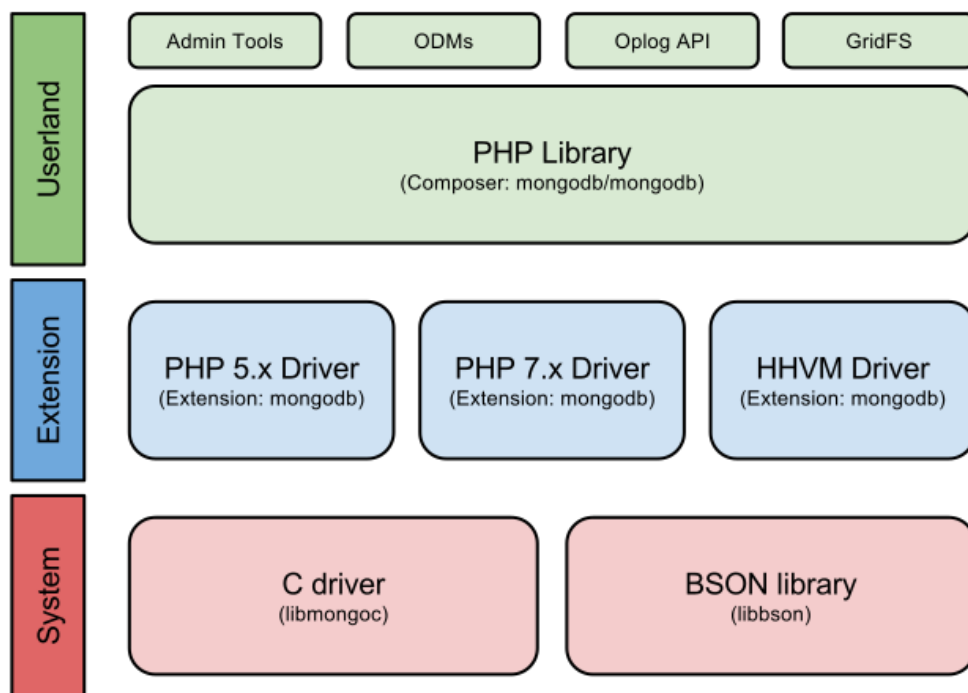 Userland
Admin Tools
ODMs
Oplog API
GridFS
PHP Library
(Composer: mongodb/mongodb)
Extension
PHP 5.x Driver
(Extension: mongodb)
PHP 7.x Driver
(Extension: mongodb)
HHVM Driver
(Extension: mongodb)
System
C driver
(libmongoc)
BSON library
(libbson)